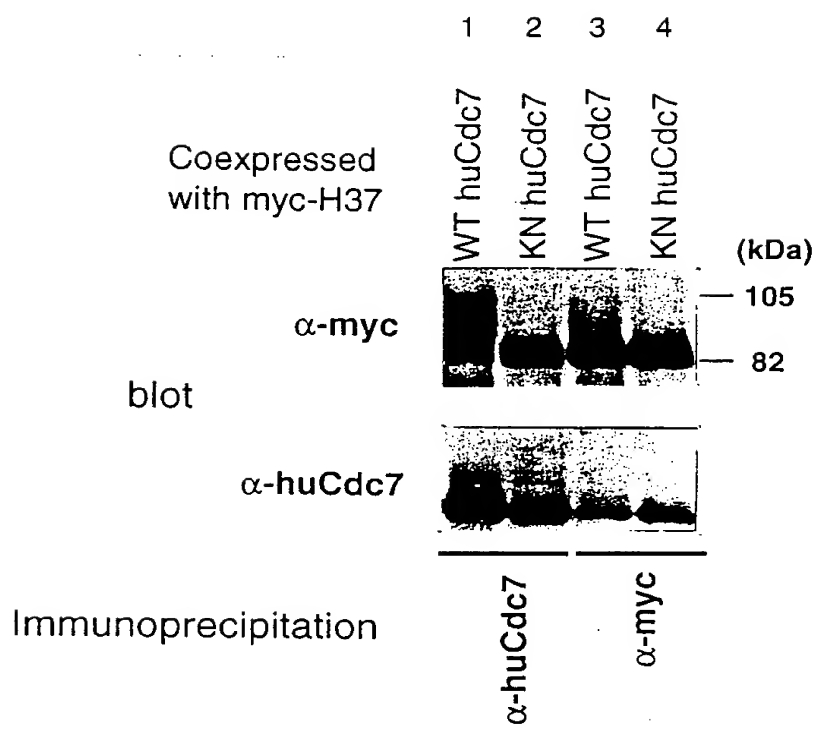 1 2 3 4
Coexpressed
with myc-H37
WT huCdc7
KN huCdc7
WT huCdc7
KN huCdc7
(kDa)
105
α-myc
82
blot
α-huCdc7
Immunoprecipitation
α-huCdc7
α-myc